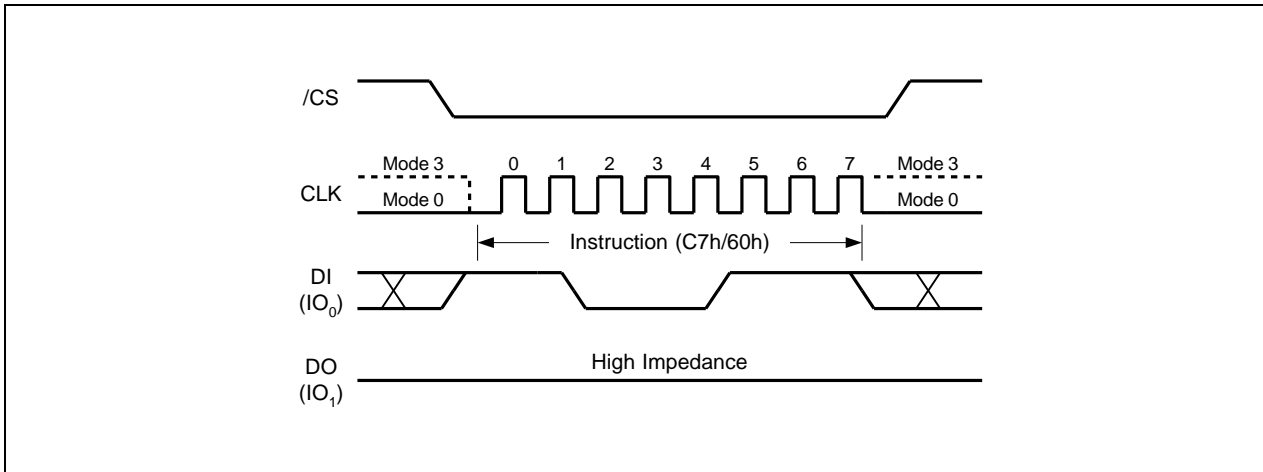 /CS
Mode 3 0 1 2 3 4 5 6 7 Mode 3
CLK
Mode 0 Mode 0
Instruction (C7h/60h)
DI
(IO0)
High Impedance
DO
(IO1)